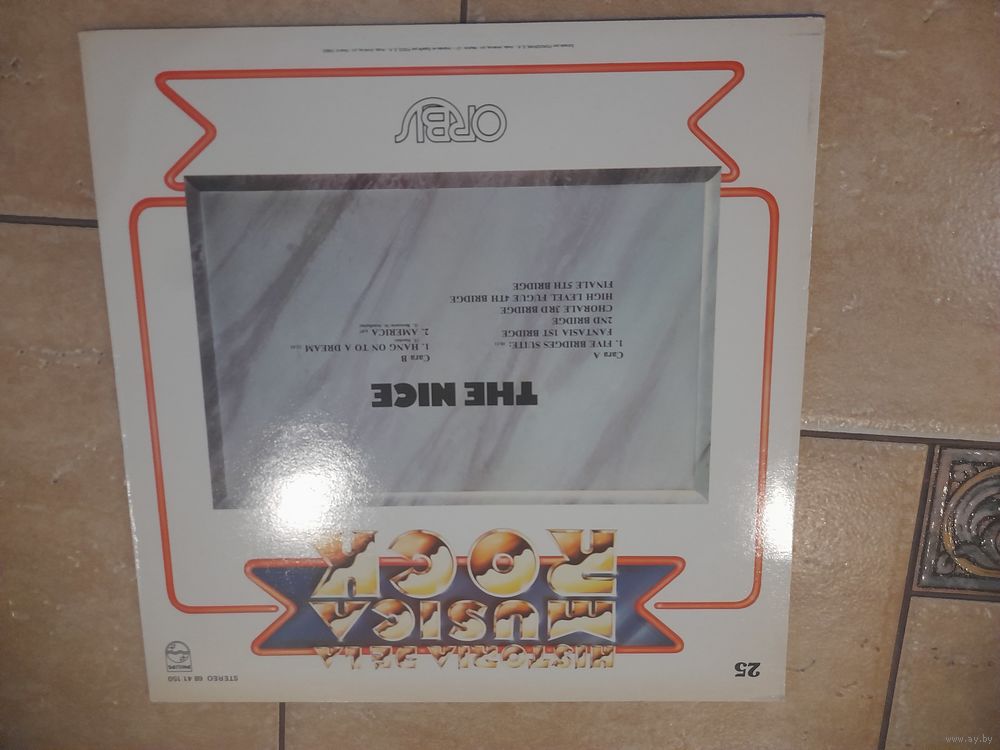 25
STEREO 68 41 150
PHILIPS
HISTORIA DE LA
MUSICA
ROCK
THE NICE
Cara A
1. FIVE BRIDGES SUITE:
FANTASIA 1ST BRIDGE
2ND BRIDGE
CHORALE 3RD BRIDGE
HIGH LEVEL FUGUE 4TH BRIDGE
FINALE 5TH BRIDGE
Cara B
1. HANG ON TO A DREAM
2. AMERICA
ORBIS
www.ay.by